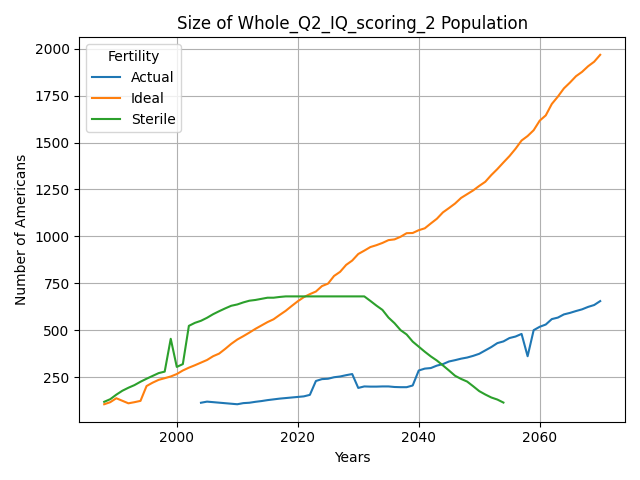 Size of Whole_Q2_IQ_scoring_2 Population
Fertility
Actual
Ideal
Sterile
Number of Americans
2000
1750
1500
1250
1000
750
500
250
2000
2020
2040
2060
Years